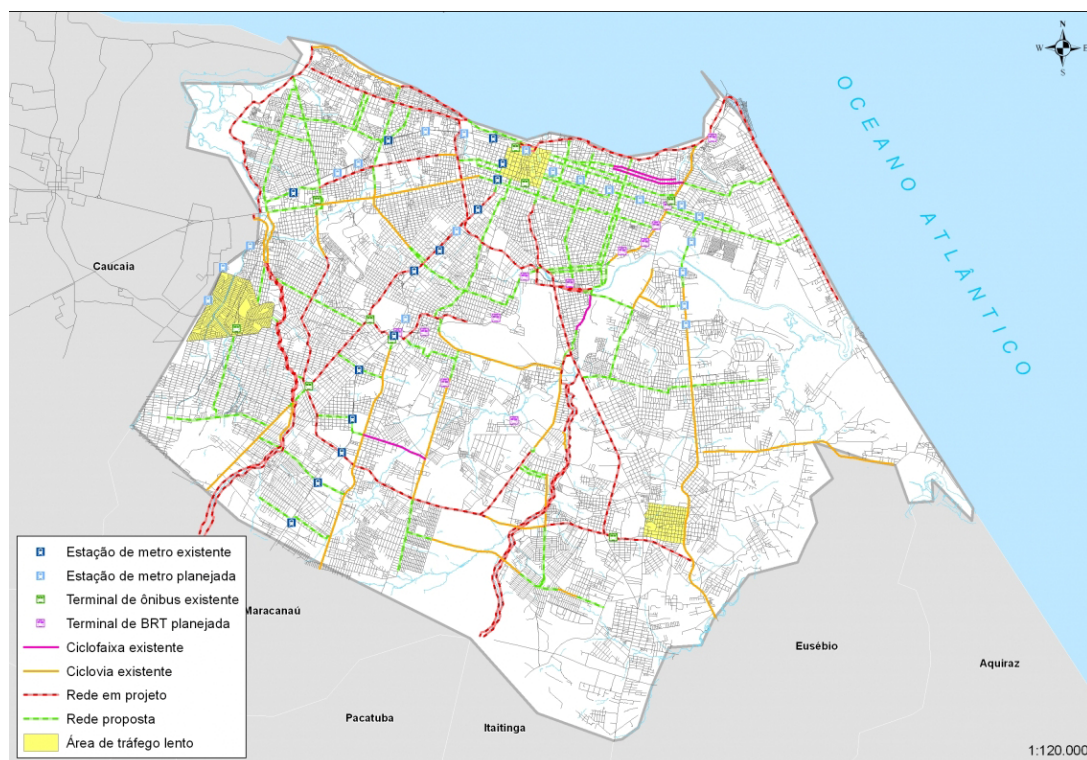 N
W E
S
OCEANO ATLÂNTICO
Caucaia
Maracanaú
Pacatuba
Itaitinga
Eusébio
Aquiraz
Estação de metro existente
Estação de metro planejada
Terminal de ônibus existente
Terminal de BRT planejada
Ciclofaixa existente
Ciclovia existente
Rede em projeto
Rede proposta
Área de tráfego lento
1:120.000